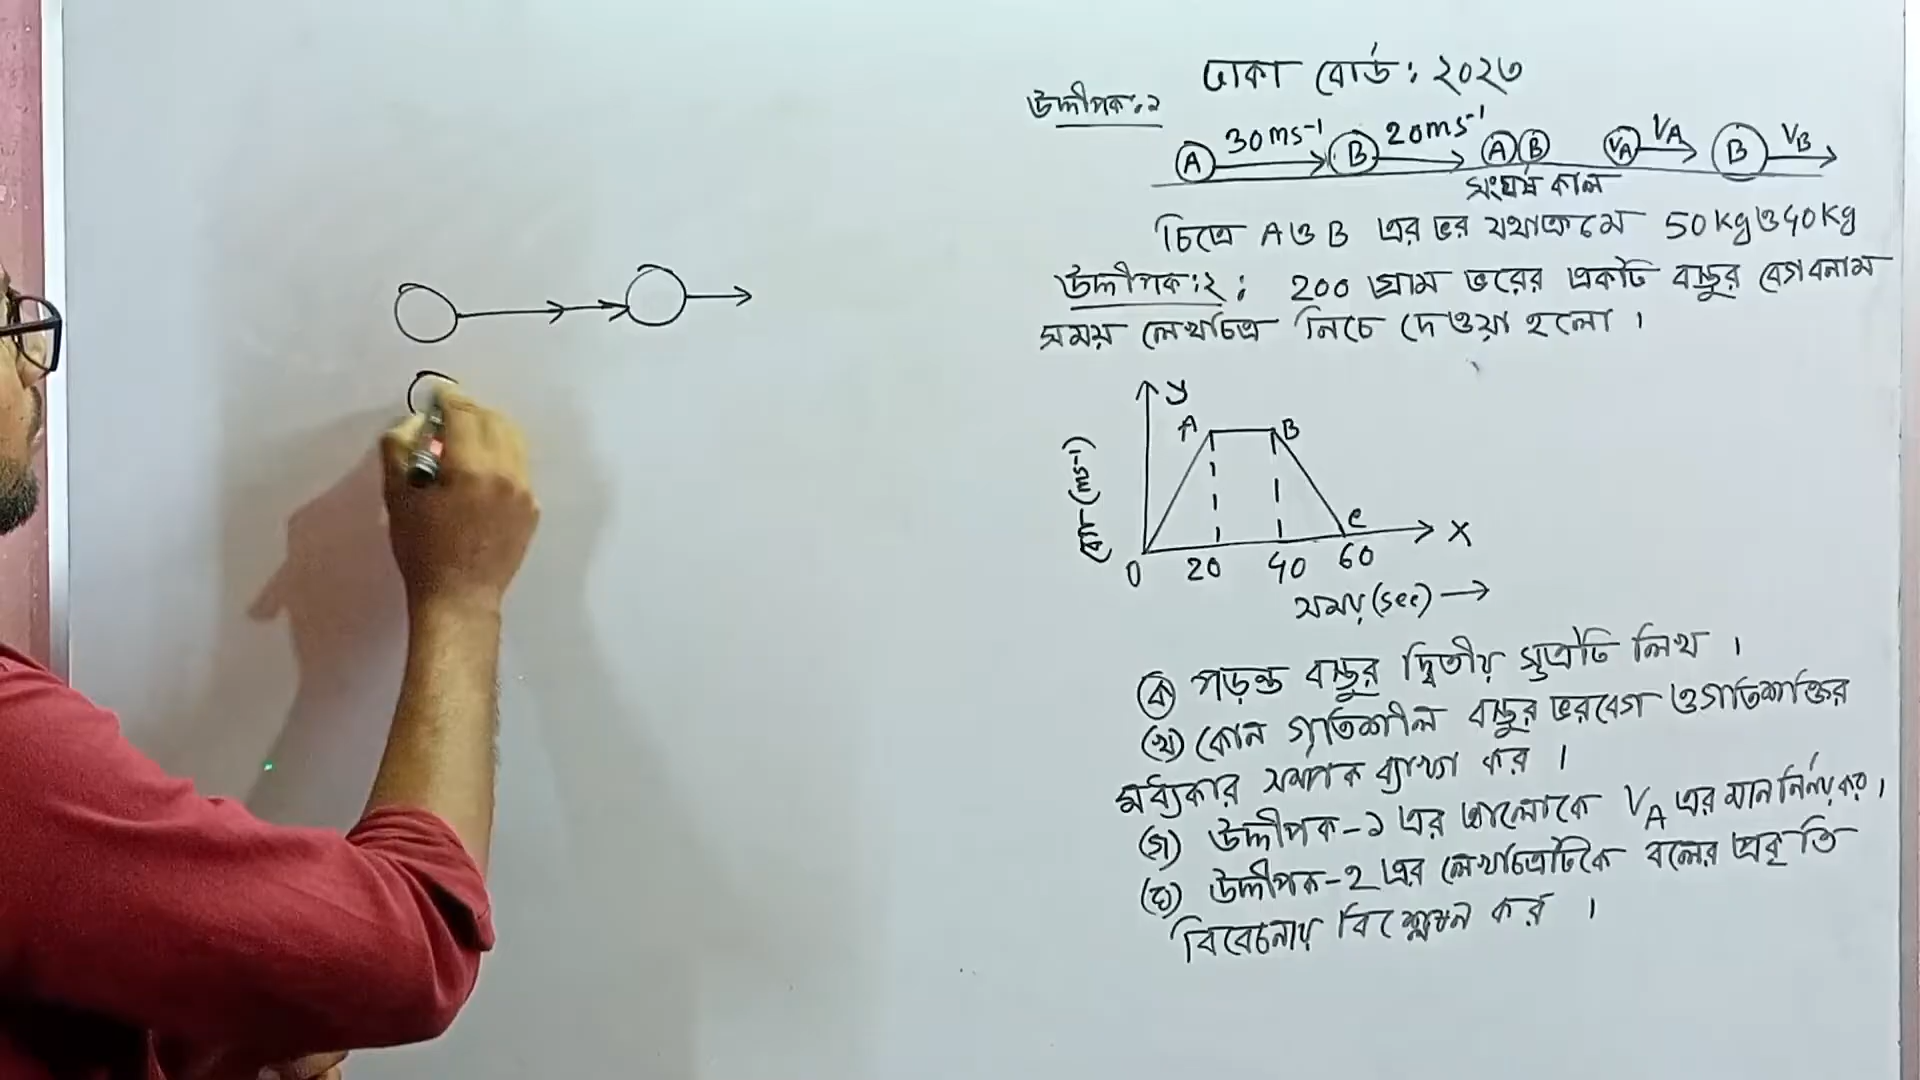 ঢাকা বোর্ড: ২০২৩
উদ্দীপক:১
A 30ms⁻¹ B 20ms⁻¹ A B VA VA B VB
সংঘর্ষ কাল
চিত্রে A ও B এর ভর যথাক্রমে 50kg ও 40kg
উদ্দীপক:২: 200 গ্রাম ভরের একটি বস্তুর বেগ বনাম
সময় লেখচিত্র নিচে দেওয়া হলো।
y
A B
বেগ (ms⁻¹)
C
X
0 20 40 60
সময় (sec) →
(ক) পড়ন্ত বস্তুর দ্বিতীয় সুত্রটি লিখ।
(খ) কোন গতিশীল বস্তুর ভরবেগ ও গতিশক্তির
মধ্যকার সম্পর্ক ব্যাখ্যা কর।
(গ) উদ্দীপক-১ এর আলোকে VA এর মান নির্ণয় কর।
(ঘ) উদ্দীপক-২ এর লেখচিত্রটিকে বলের প্রকৃতি
বিবেচনায় বিশ্লেষন কর।